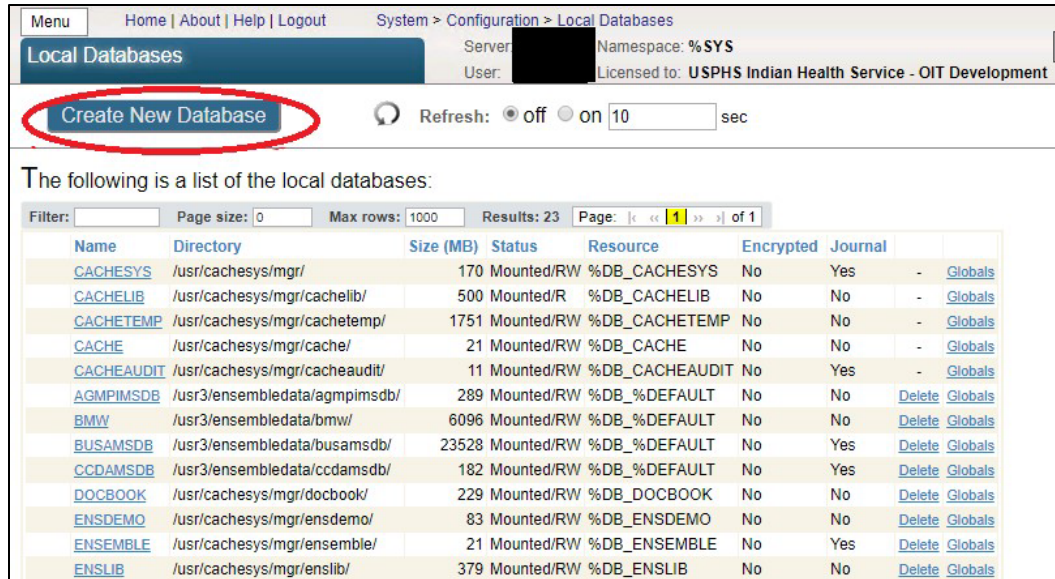 Menu Home | About | Help | Logout System > Configuration > Local Databases
Local Databases Server: Namespace: %SYS
User: Licensed to: USPHS Indian Health Service - OIT Development
Create New Database Refresh: off on 10 sec
The following is a list of the local databases:
Filter: Page size: 0 Max rows: 1000 Results: 23 Page: |‹ ‹‹ 1 ›› ›| of 1
Name Directory Size (MB) Status Resource Encrypted Journal
CACHESYS /usr/cachesys/mgr/ 170 Mounted/RW %DB_CACHESYS No Yes - Globals
CACHELIB /usr/cachesys/mgr/cachelib/ 500 Mounted/R %DB_CACHELIB No No - Globals
CACHETEMP /usr/cachesys/mgr/cachetemp/ 1751 Mounted/RW %DB_CACHETEMP No No - Globals
CACHE /usr/cachesys/mgr/cache/ 21 Mounted/RW %DB_CACHE No No - Globals
CACHEAUDIT /usr/cachesys/mgr/cacheaudit/ 11 Mounted/RW %DB_CACHEAUDIT No Yes - Globals
AGMPIMSDB /usr3/ensembledata/agmpimsdb/ 289 Mounted/RW %DB_%DEFAULT No No Delete Globals
BMW /usr3/ensembledata/bmw/ 6096 Mounted/RW %DB_%DEFAULT No No Delete Globals
BUSAMSDB /usr3/ensembledata/busamsdb/ 23528 Mounted/RW %DB_%DEFAULT No Yes Delete Globals
CCDAMSDB /usr3/ensembledata/ccdamsdb/ 182 Mounted/RW %DB_%DEFAULT No Yes Delete Globals
DOCBOOK /usr/cachesys/mgr/docbook/ 229 Mounted/RW %DB_DOCBOOK No No Delete Globals
ENSDEMO /usr/cachesys/mgr/ensdemo/ 83 Mounted/RW %DB_ENSDEMO No No Delete Globals
ENSEMBLE /usr/cachesys/mgr/ensemble/ 21 Mounted/RW %DB_ENSEMBLE No Yes Delete Globals
ENSLIB /usr/cachesys/mgr/enslib/ 379 Mounted/RW %DB_ENSLIB No No Delete Globals